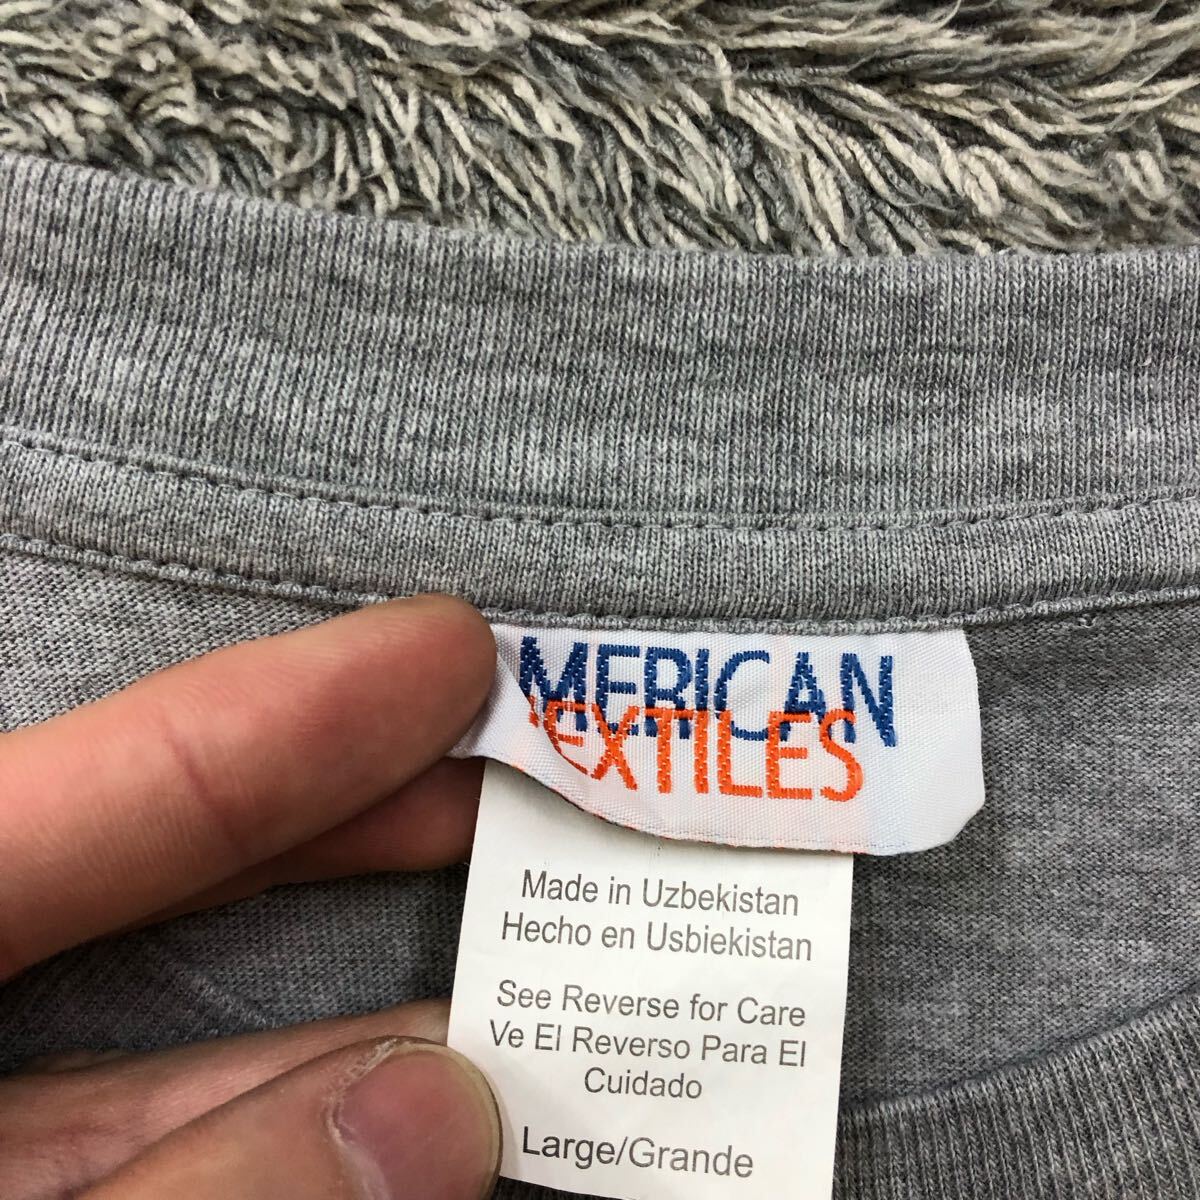 MERICAN
EXTILES
Made in Uzbekistan
Hecho en Usbiekistan
See Reverse for Care
Ve El Reverso Para El
Cuidado
Large/Grande